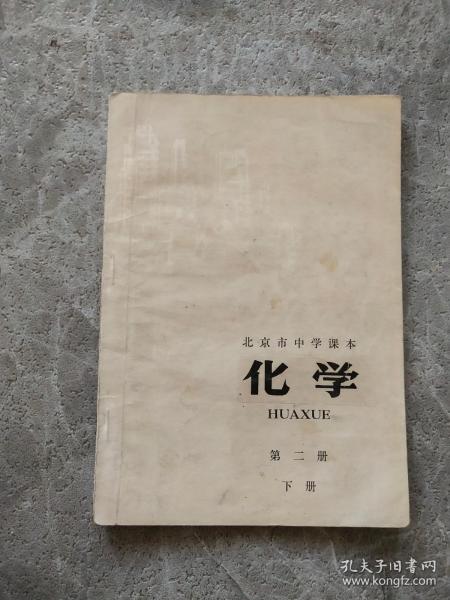 北京市中学课本
化学
HUAXUE
第二册
下册
孔夫子旧书网
www.kongfz.com